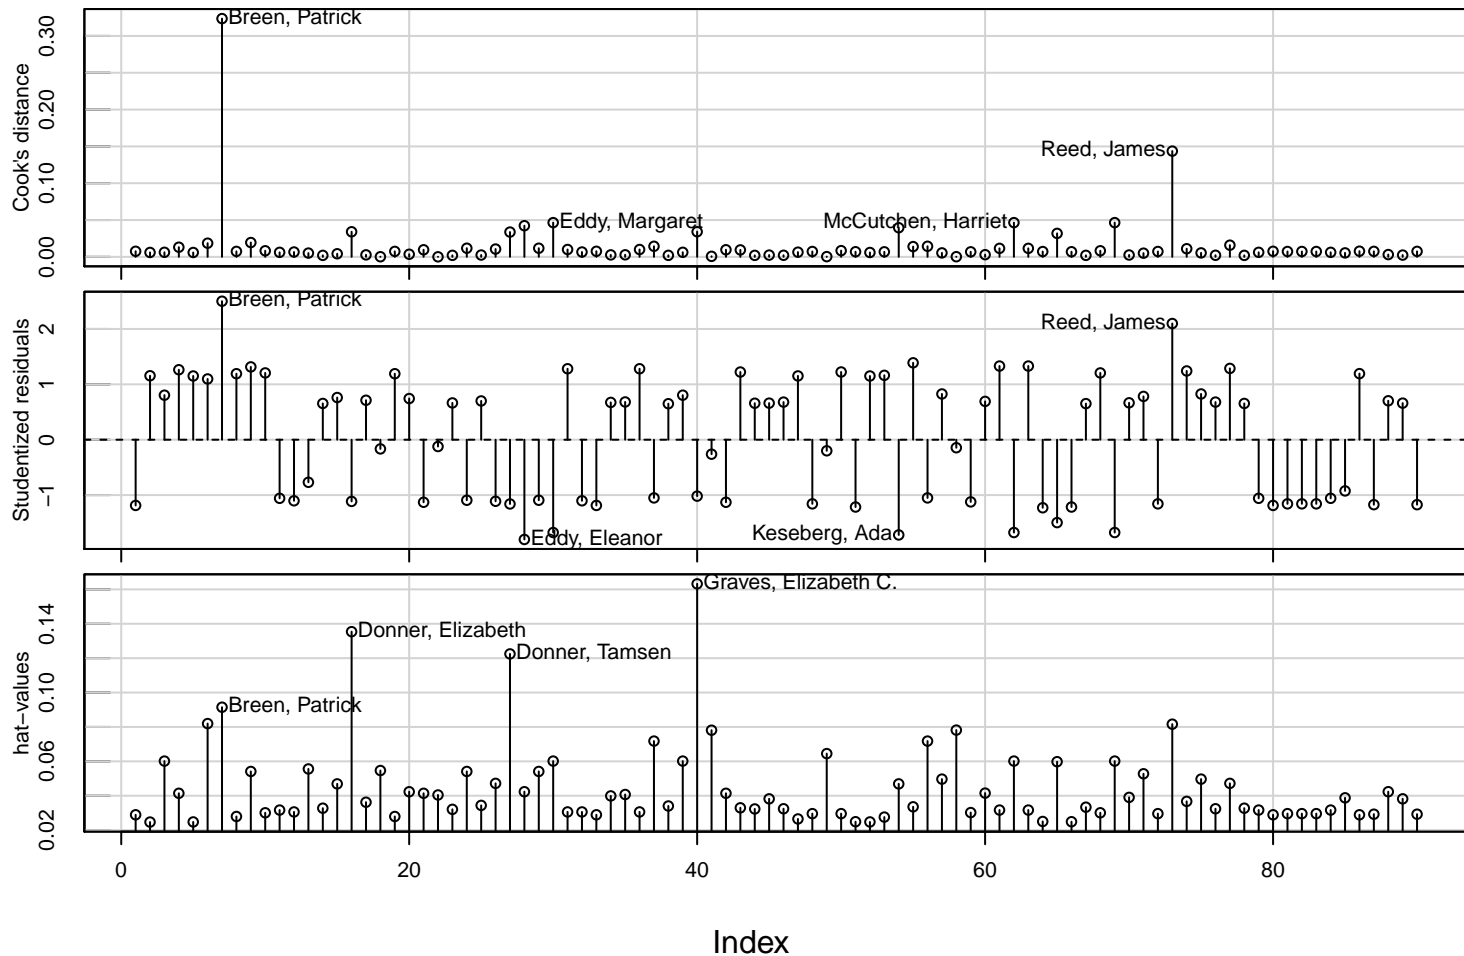 Cook's distance
0.00
0.10
0.20
0.30
Breen, Patrick
Reed, James
Eddy, Margaret
McCutchen, Harriet
Studentized residuals
−1
0
1
2
Breen, Patrick
Reed, James
Eddy, Eleanor
Keseberg, Ada
hat−values
0.02
0.06
0.10
0.14
Graves, Elizabeth C.
Donner, Elizabeth
Donner, Tamsen
Breen, Patrick
0 20 40 60 80
Index